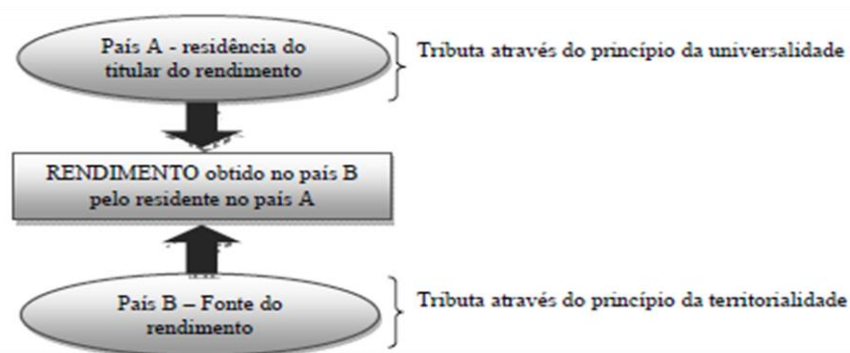 País A - residência do
titular do rendimento
Tributa através do princípio da universalidade
RENDIMENTO obtido no país B
pelo residente no país A
País B – Fonte do
rendimento
Tributa através do princípio da territorialidade